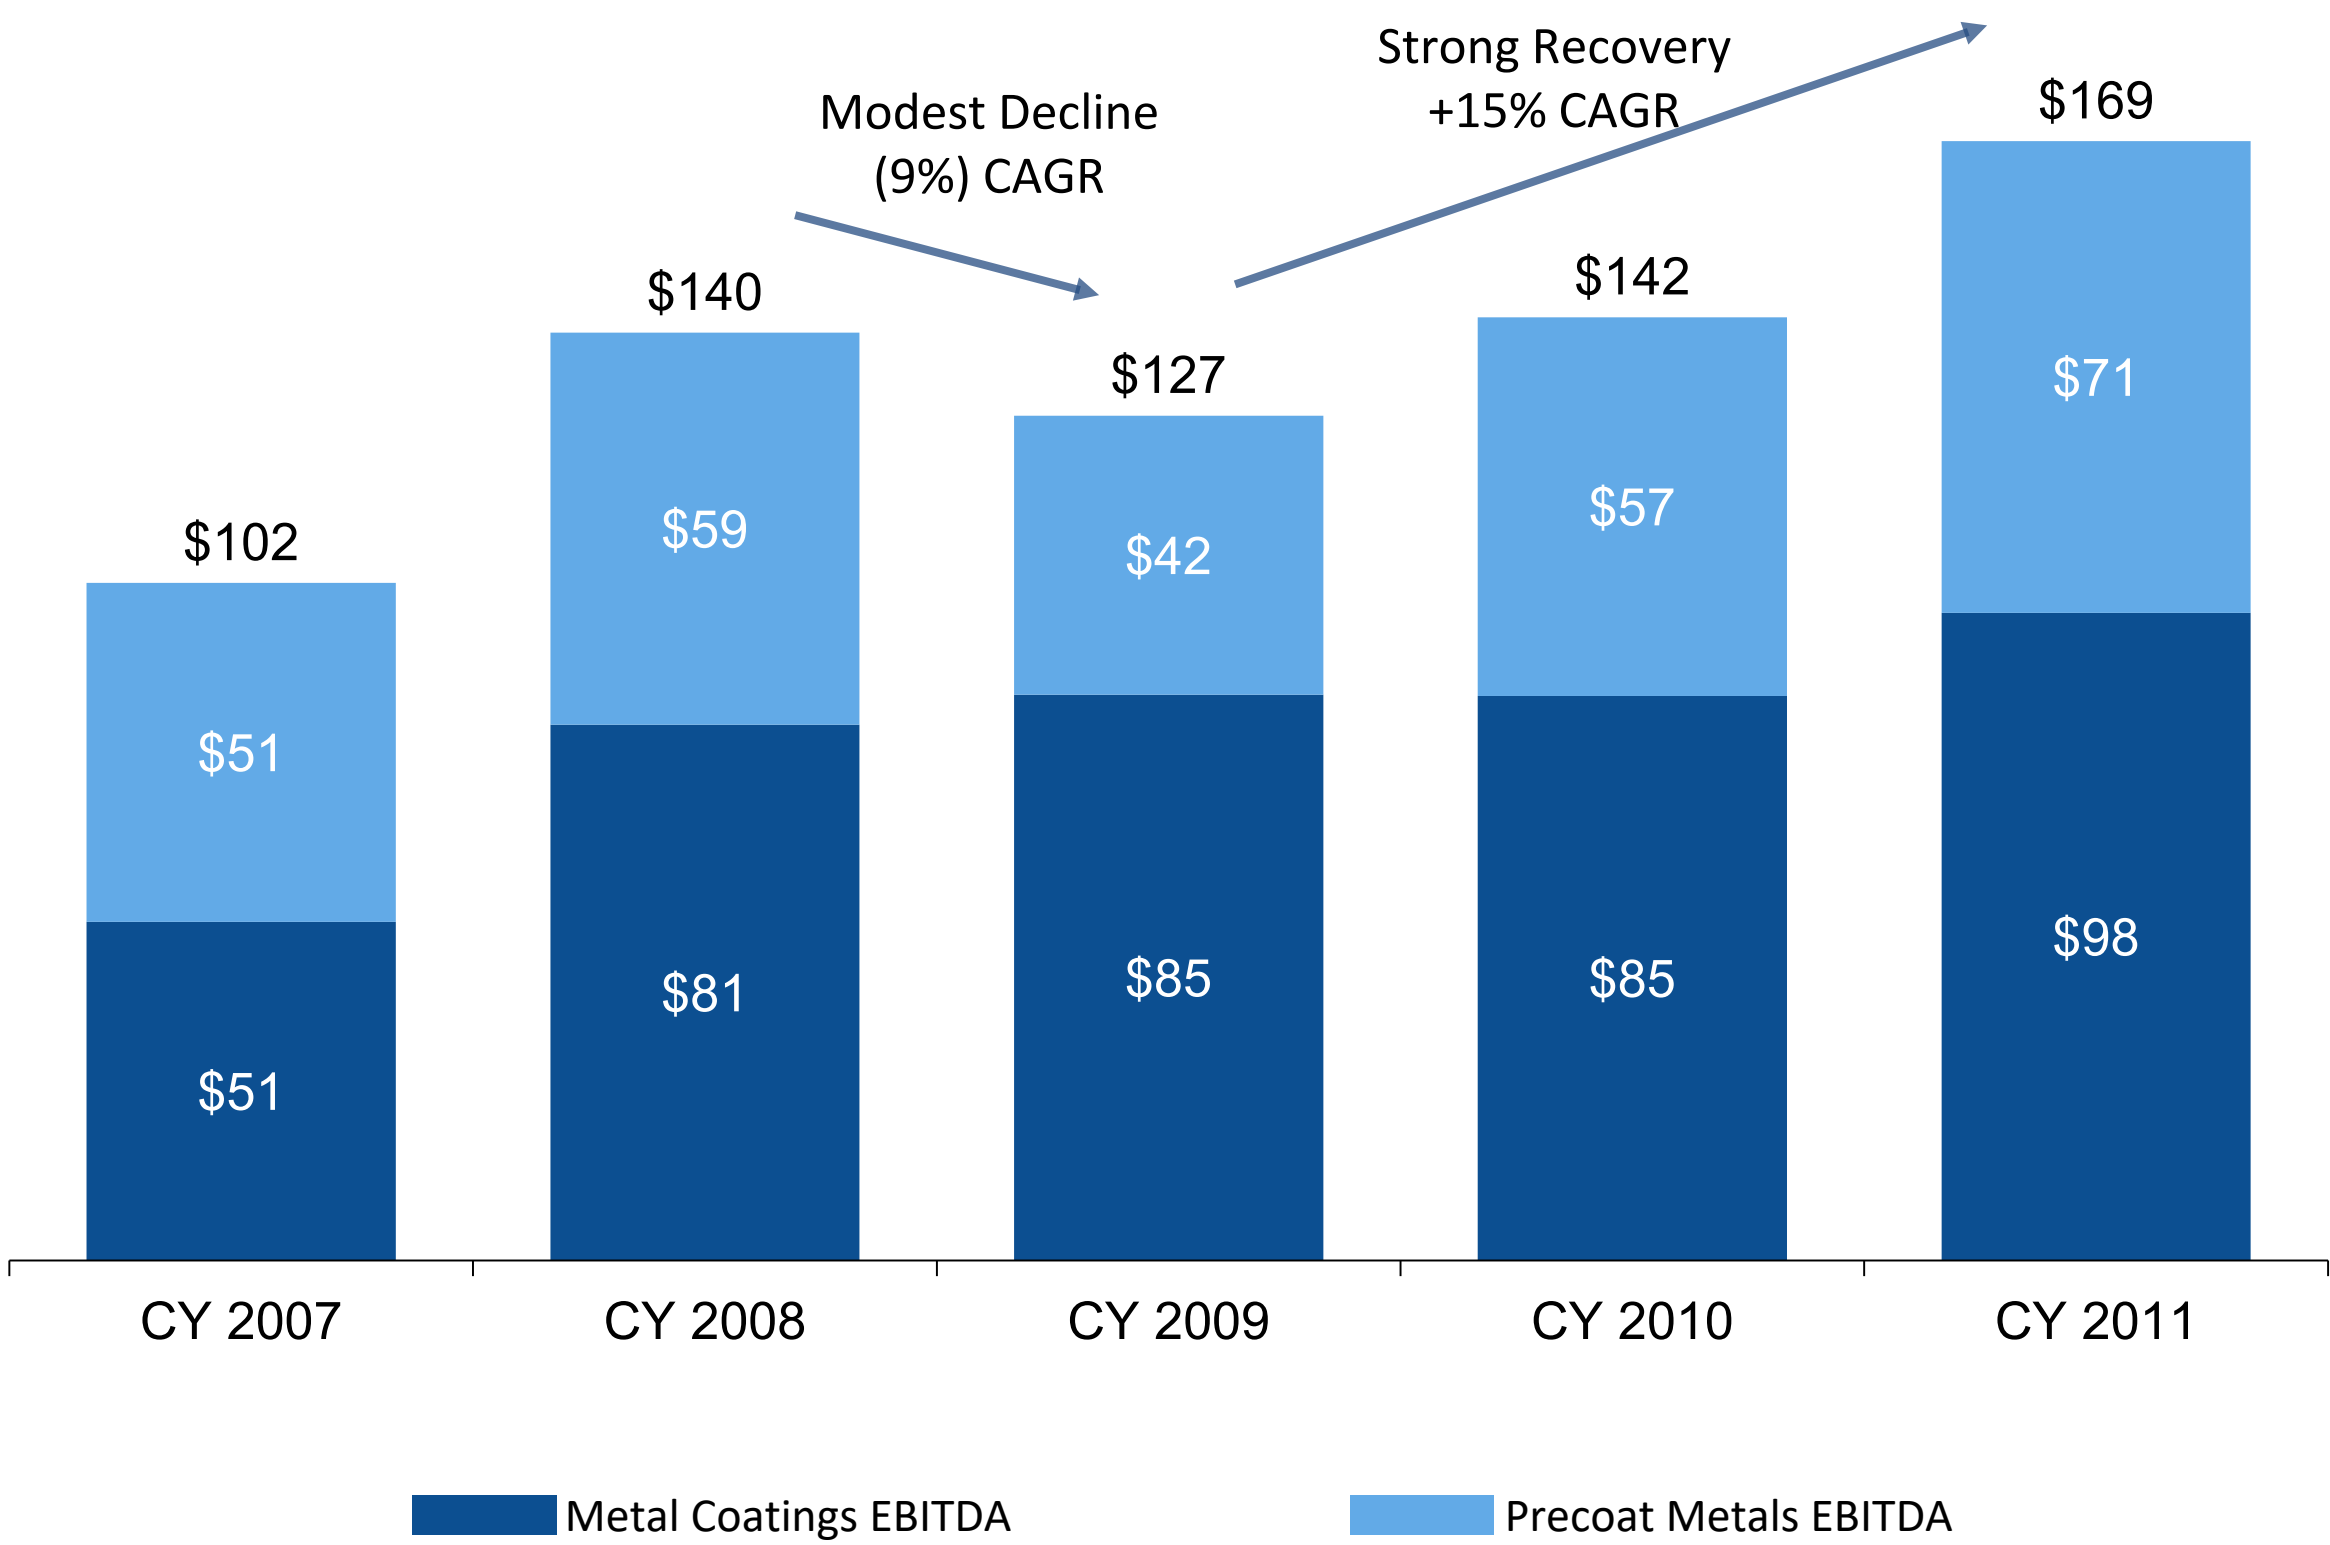 Strong Recovery
+15% CAGR
Modest Decline
(9%) CAGR
$102
$140
$127
$142
$169
$51
$59
$42
$57
$71
$51
$81
$85
$85
$98
CY 2007
CY 2008
CY 2009
CY 2010
CY 2011
Metal Coatings EBITDA
Precoat Metals EBITDA